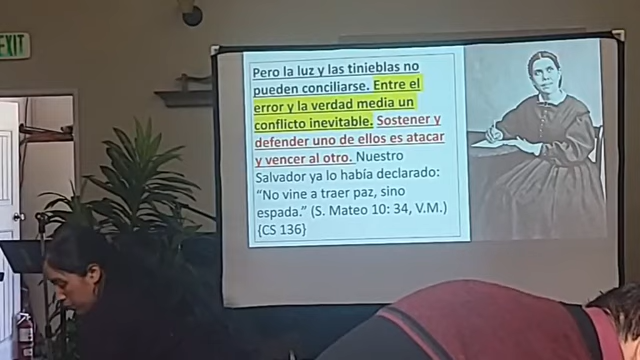 EXIT
Pero la luz y las tinieblas no
pueden conciliarse. Entre el
error y la verdad media un
conflicto inevitable. Sostener y
defender uno de ellos es atacar
y vencer al otro. Nuestro
Salvador ya lo había declarado:
“No vine a traer paz, sino
espada.” (S. Mateo 10: 34, V.M.)
{CS 136}